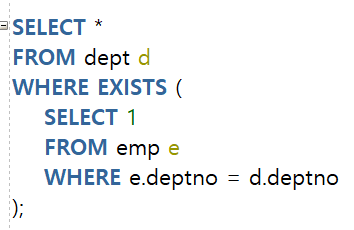 SELECT *
FROM dept d
WHERE EXISTS (
SELECT 1
FROM emp e
WHERE e.deptno = d.deptno
);